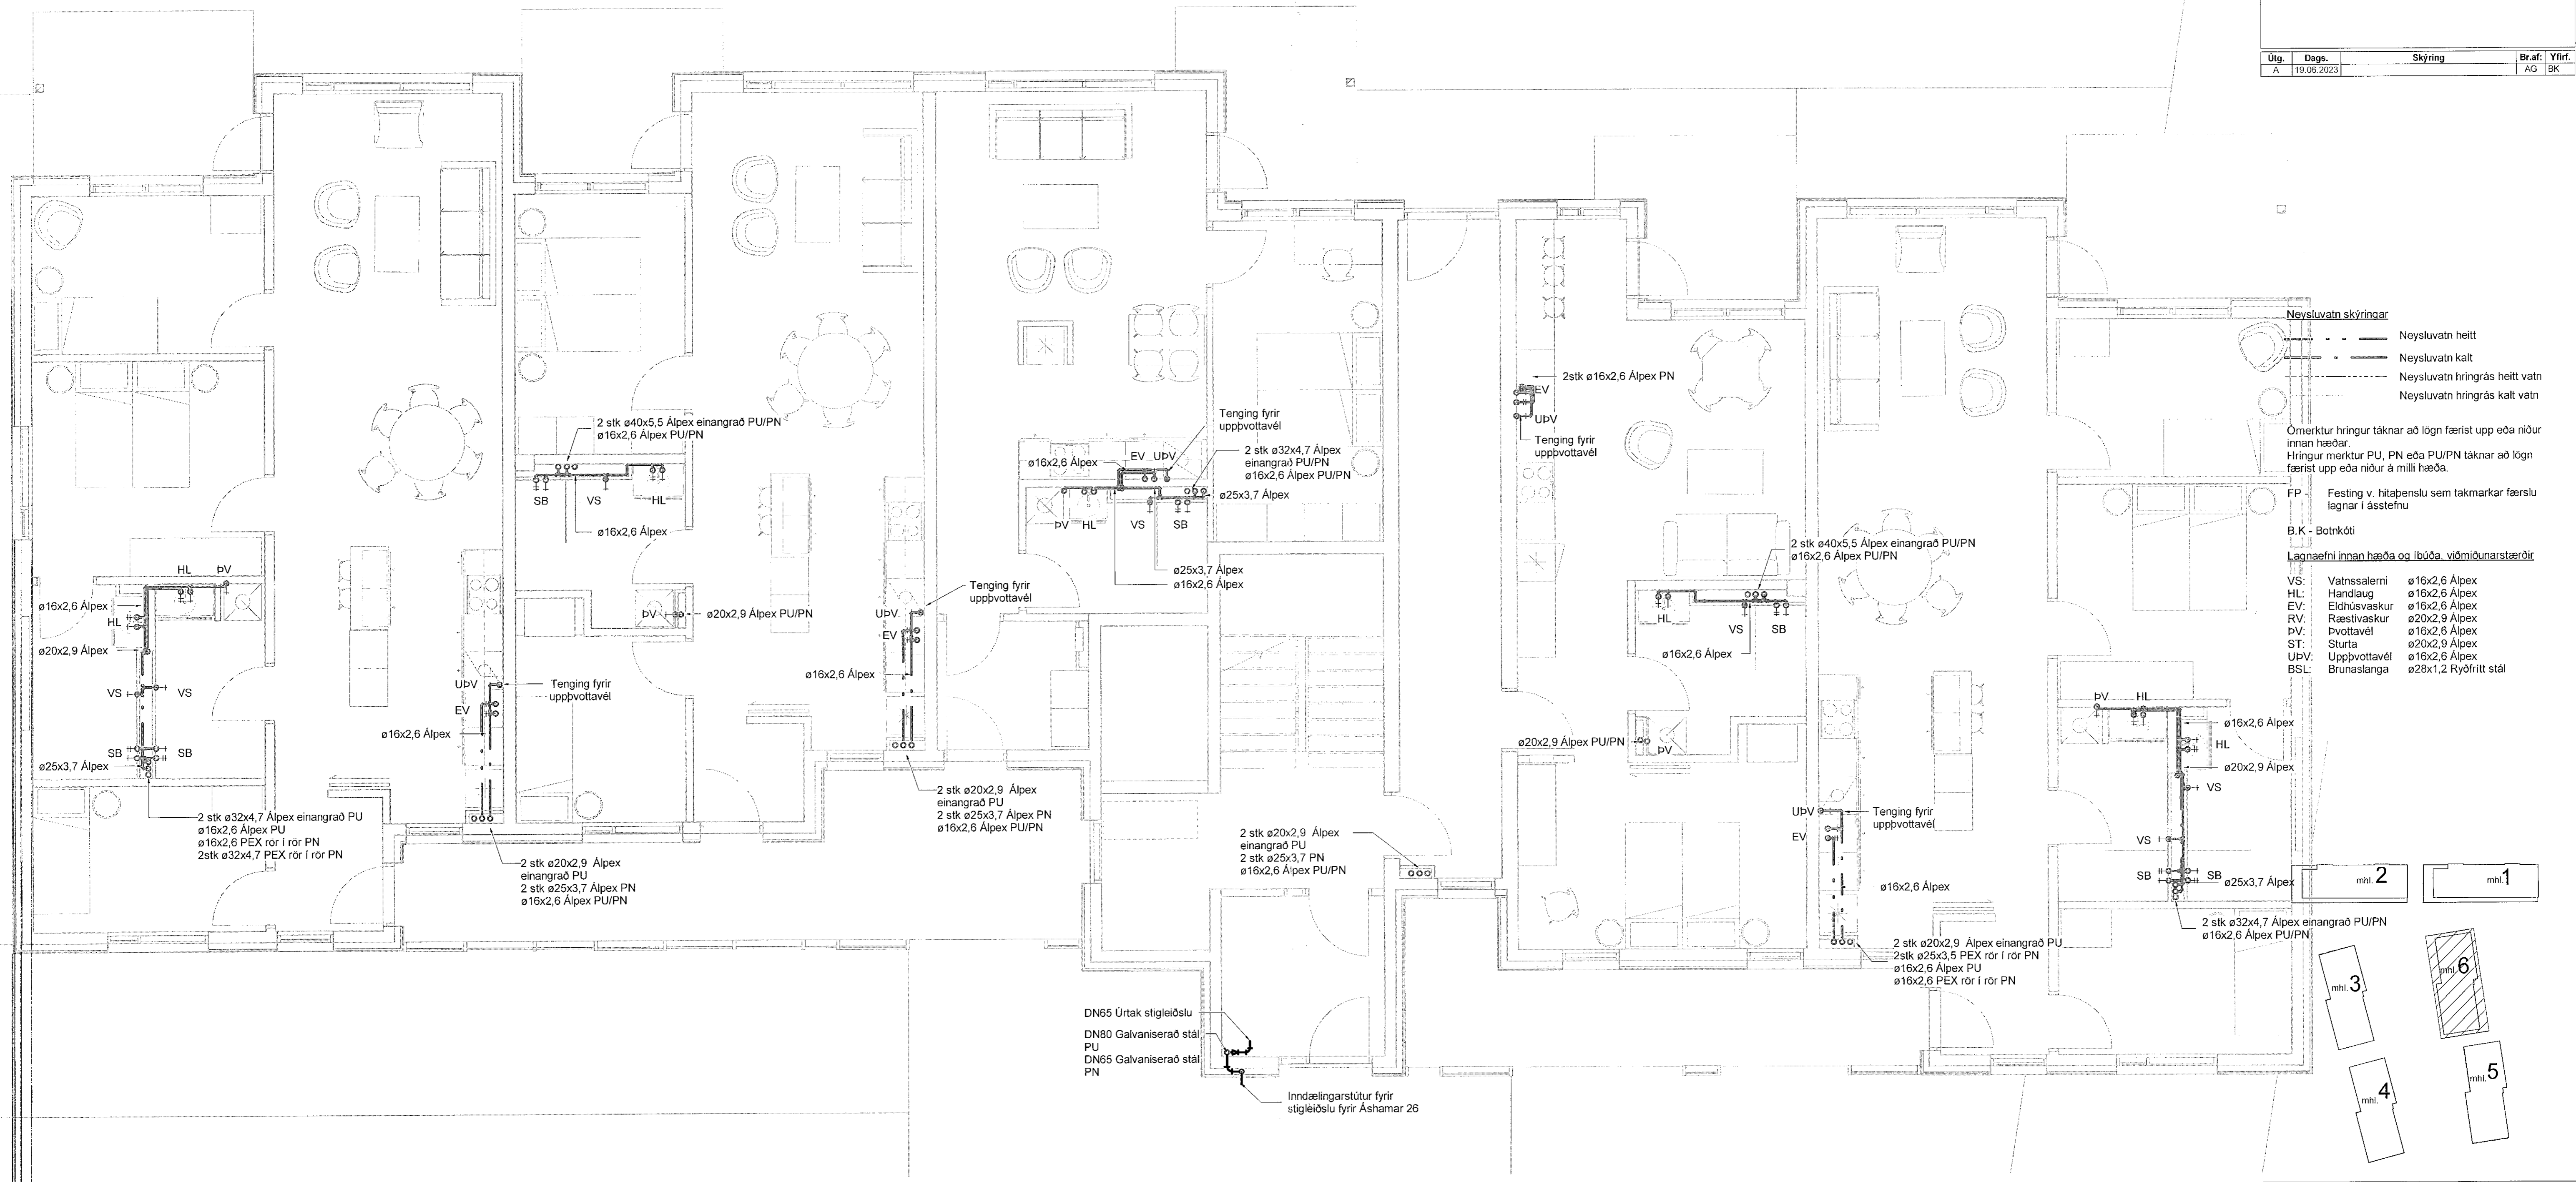 Útg. Dags. Skýring Br.af: Yfirf.
A 19.06.2023 AG BK
Neysluvatn skýringar
Neysluvatn heitt
Neysluvatn kalt
Neysluvatn hringrás heitt vatn
Neysluvatn hringrás kalt vatn
Ómerktur hringur táknar að lögn færist upp eða niður
innan hæðar.
Hringur merktur PU, PN eða PU/PN táknar að lögn
færist upp eða niður á milli hæða.
FP - Festing v. hitaþenslu sem takmarkar færslu
lagnar í ásstefnu
B.K - Botnkóti
Lagnaefni innan hæða og íbúða, viðmiðunarstærðir
VS: Vatnssalerni ø16x2,6 Álpex
HL: Handlaug ø16x2,6 Álpex
EV: Eldhúsvaskur ø16x2,6 Álpex
RV: Ræstivaskur ø20x2,9 Álpex
ÞV: Þvottavél ø16x2,6 Álpex
ST: Sturta ø20x2,9 Álpex
UÞV: Uppþvottavél ø16x2,6 Álpex
BSL: Brunaslanga ø28x1,2 Ryðfrítt stál
HL ÞV
ø16x2,6 Álpex
HL
ø20x2,9 Álpex
VS VS
SB SB
ø25x3,7 Álpex
2 stk ø32x4,7 Álpex einangrað PU
ø16x2,6 Álpex PU
ø16x2,6 PEX rör í rör PN
2stk ø32x4,7 PEX rör í rör PN
UÞV
Tenging fyrir
uppþvottavél
EV
ø16x2,6 Álpex
2 stk ø20x2,9 Álpex
einangrað PU
2 stk ø25x3,7 Álpex PN
ø16x2,6 Álpex PU/PN
2 stk ø40x5,5 Álpex einangrað PU/PN
ø16x2,6 Álpex PU/PN
SB VS HL
ø16x2,6 Álpex
ÞV
ø20x2,9 Álpex PU/PN
Tenging fyrir
uppþvottavél
UÞV
EV
ø16x2,6 Álpex
2 stk ø20x2,9 Álpex
einangrað PU
2 stk ø25x3,7 Álpex PN
ø16x2,6 Álpex PU/PN
Tenging fyrir
uppþvottavél
ø16x2,6 Álpex
EV UÞV
2 stk ø32x4,7 Álpex
einangrað PU/PN
ø16x2,6 Álpex PU/PN
ø25x3,7 Álpex
ÞV HL VS SB
ø25x3,7 Álpex
ø16x2,6 Álpex
2 stk ø20x2,9 Álpex
einangrað PU
2 stk ø25x3,7 PN
ø16x2,6 Álpex PU/PN
DN65 Úrtak stigleiðslu
DN80 Galvaniserað stál
PU
DN65 Galvaniserað stál
PN
Inndælingarstútur fyrir
stigleiðslu fyrir Áshamar 26
2stk ø16x2,6 Álpex PN
EV
UÞV
Tenging fyrir
uppþvottavél
2 stk ø40x5,5 Álpex einangrað PU/PN
ø16x2,6 Álpex PU/PN
HL VS SB
ø16x2,6 Álpex
ø20x2,9 Álpex PU/PN
ÞV
UÞV
Tenging fyrir
uppþvottavél
EV
ø16x2,6 Álpex
2 stk ø20x2,9 Álpex einangrað PU
2stk ø25x3,5 PEX rör í rör PN
ø16x2,6 Álpex PU
ø16x2,6 PEX rör í rör PN
ÞV HL
ø16x2,6 Álpex
HL
ø20x2,9 Álpex
VS
VS
SB SB
ø25x3,7 Álpex
2 stk ø32x4,7 Álpex einangrað PU/PN
ø16x2,6 Álpex PU/PN
mhl. 2
mhl. 1
mhl. 3
mhl. 6
mhl. 4
mhl. 5